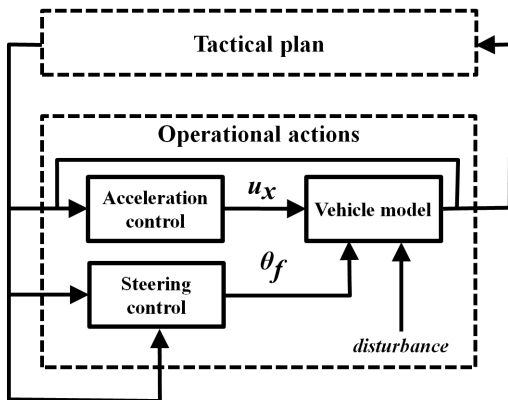 Tactical plan
Operational actions
Acceleration
control
u_x
Vehicle model
Steering
control
θ_f
disturbance